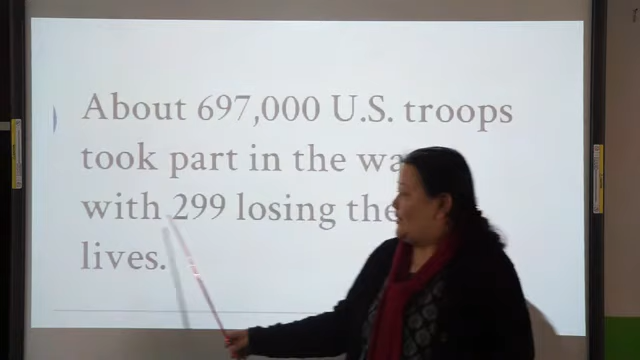 About 697,000 U.S. troops
took part in the
with 299 losing
lives.